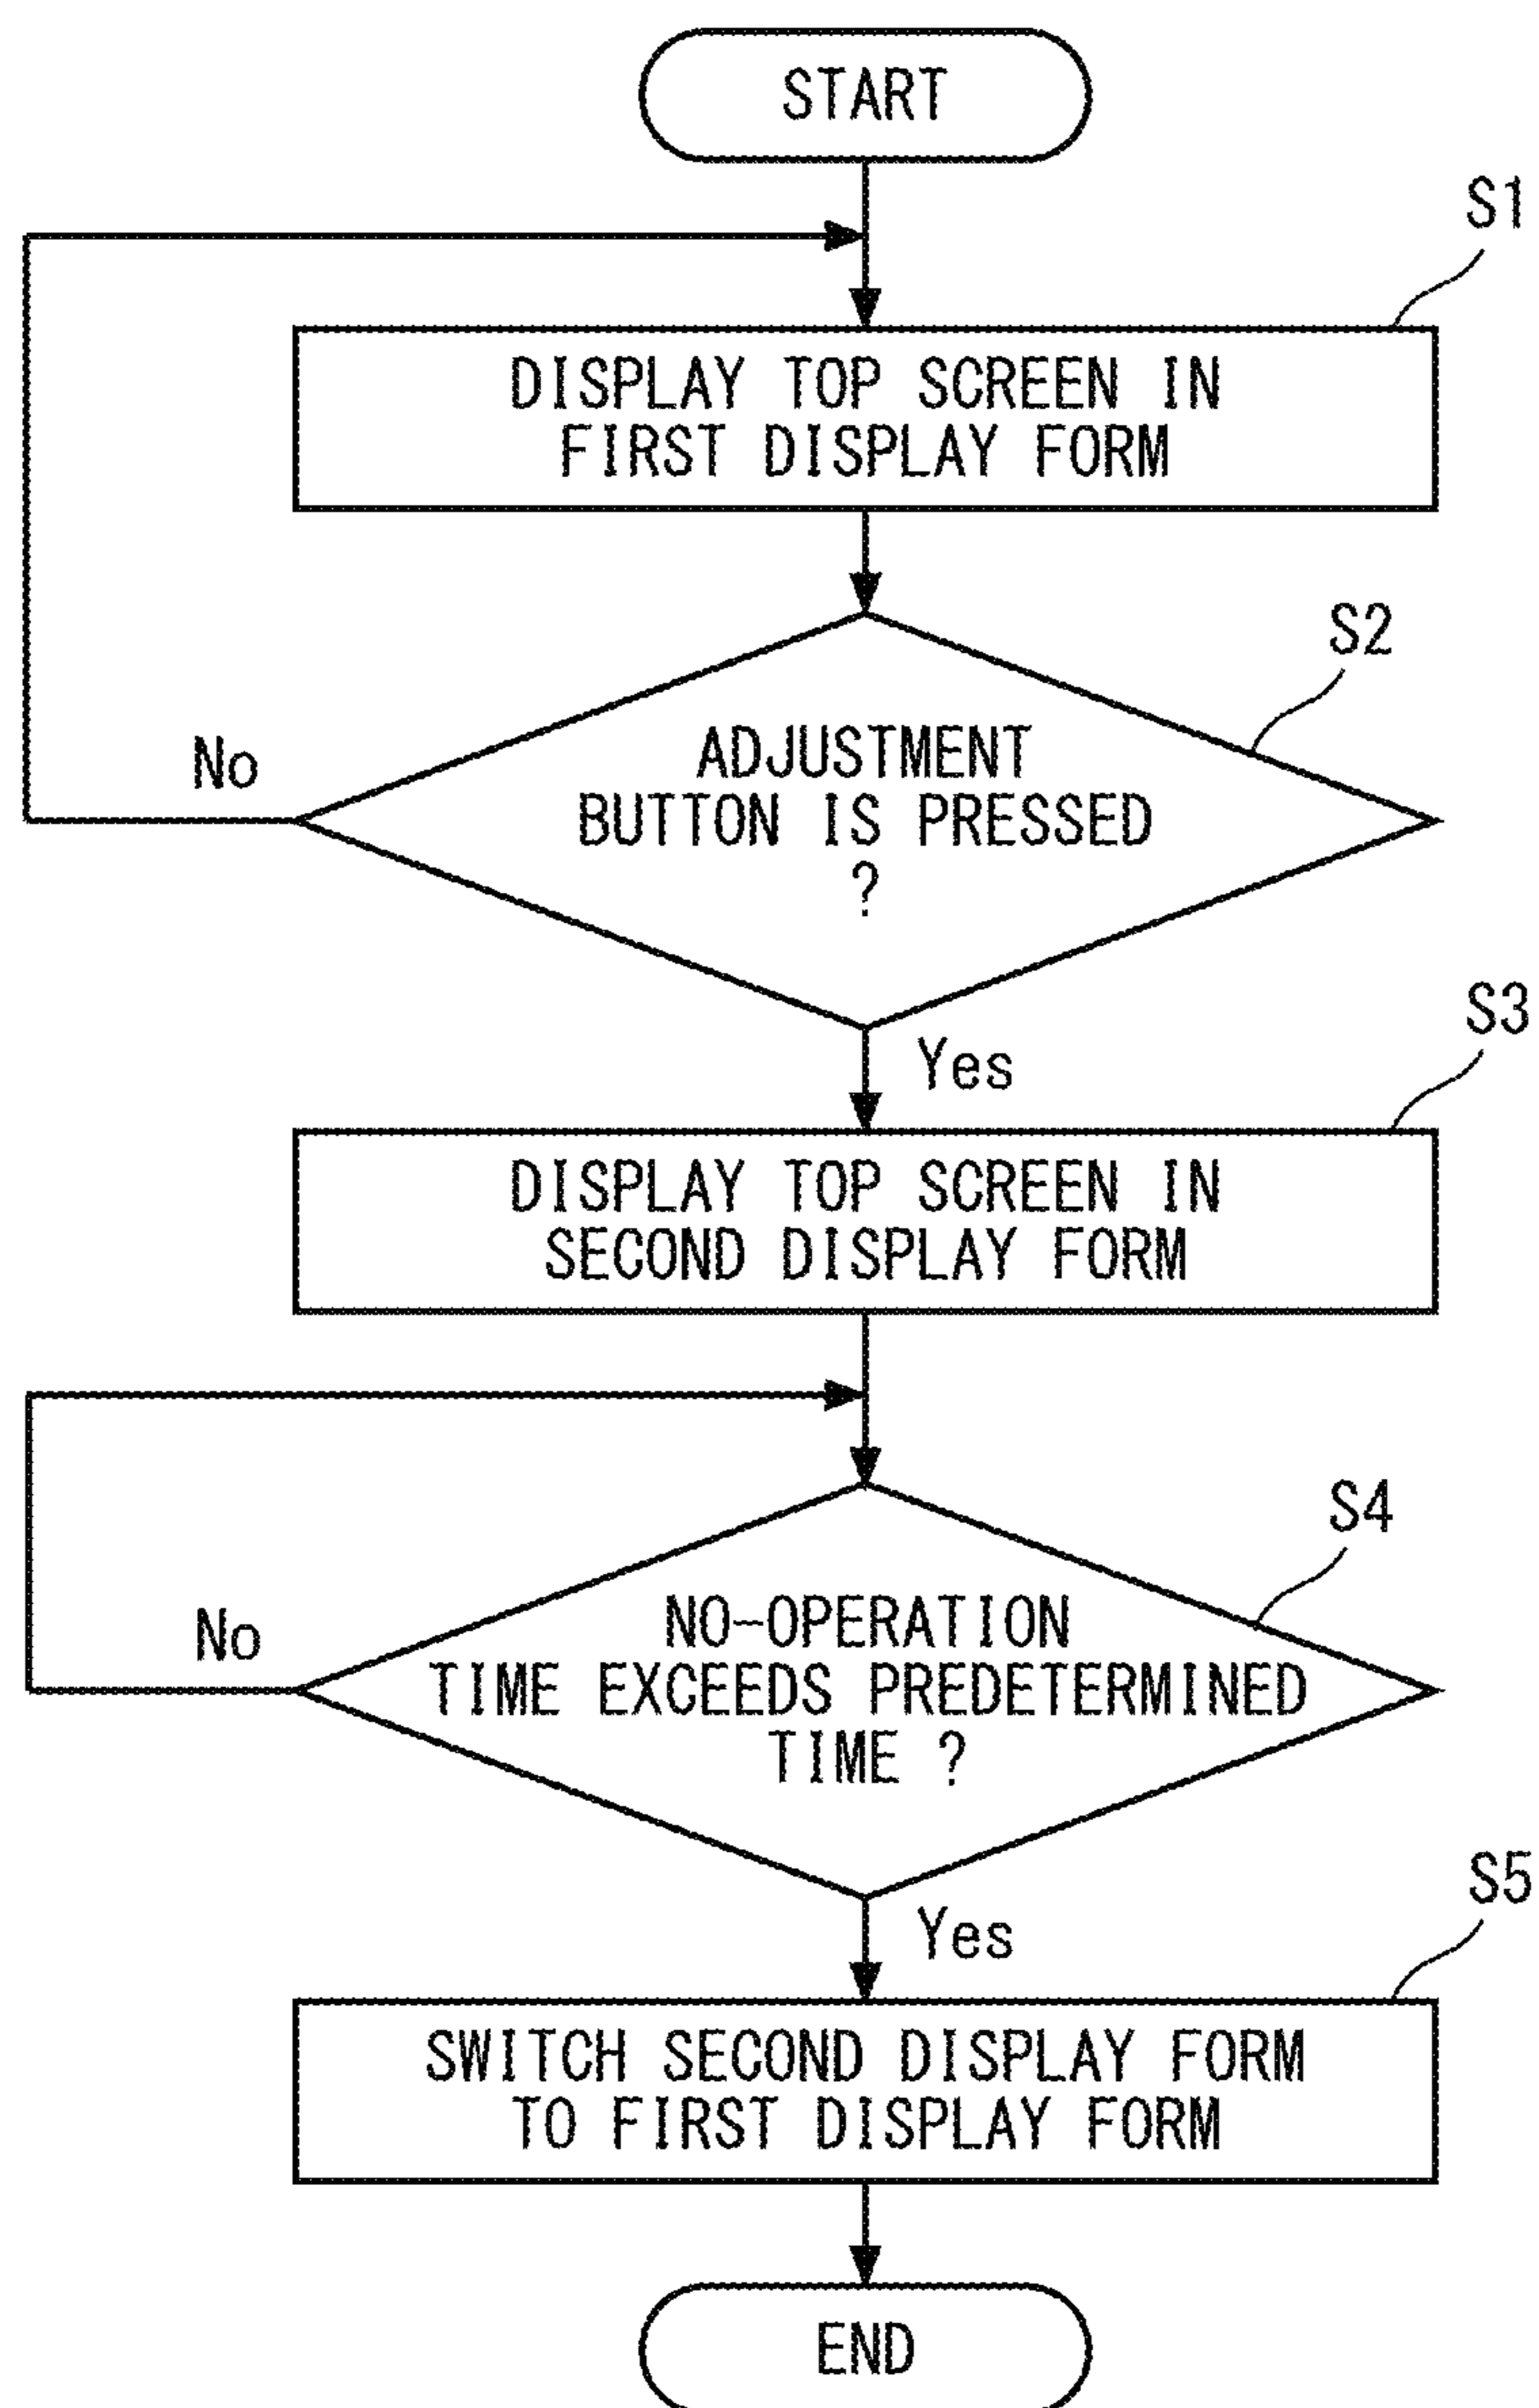 START
S1
DISPLAY TOP SCREEN IN
FIRST DISPLAY FORM
S2
ADJUSTMENT
BUTTON IS PRESSED
?
No
Yes
S3
DISPLAY TOP SCREEN IN
SECOND DISPLAY FORM
S4
NO-OPERATION
TIME EXCEEDS PREDETERMINED
TIME ?
No
Yes
S5
SWITCH SECOND DISPLAY FORM
TO FIRST DISPLAY FORM
END